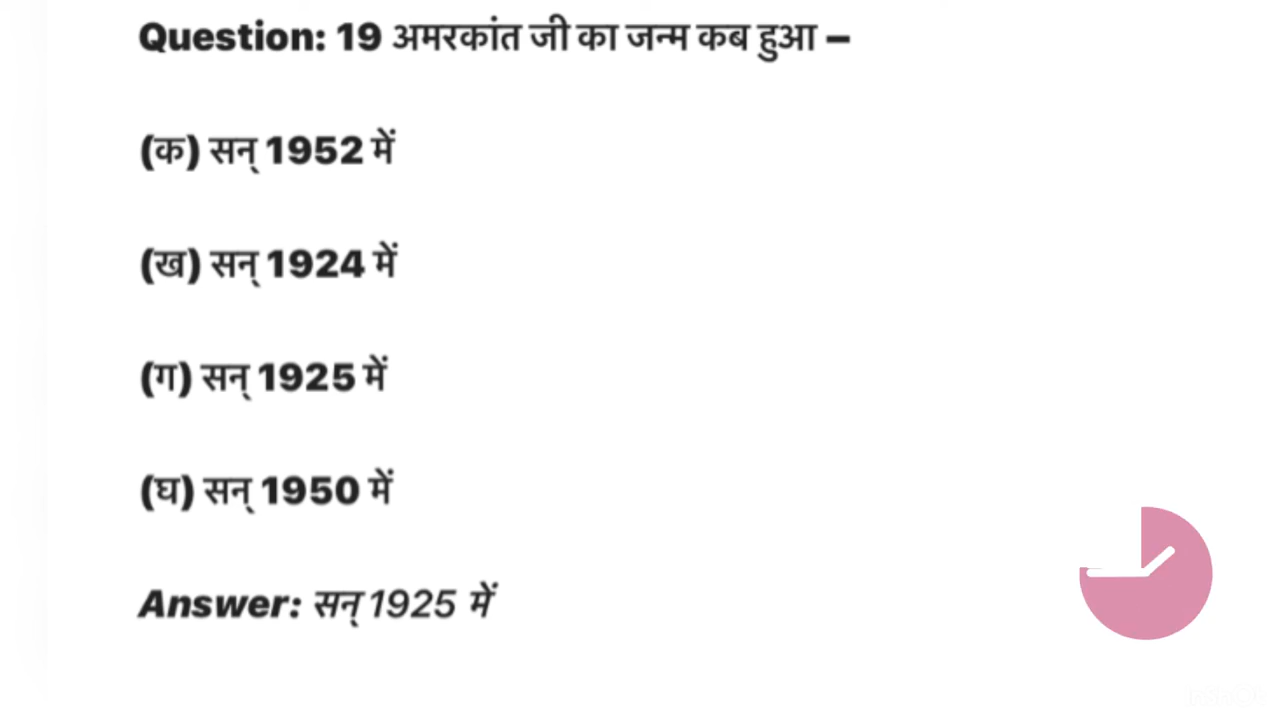 Question: 19 अमरकांत जी का जन्म कब हुआ –
(क) सन् 1952 में
(ख) सन् 1924 में
(ग) सन् 1925 में
(घ) सन् 1950 में
Answer: सन् 1925 में